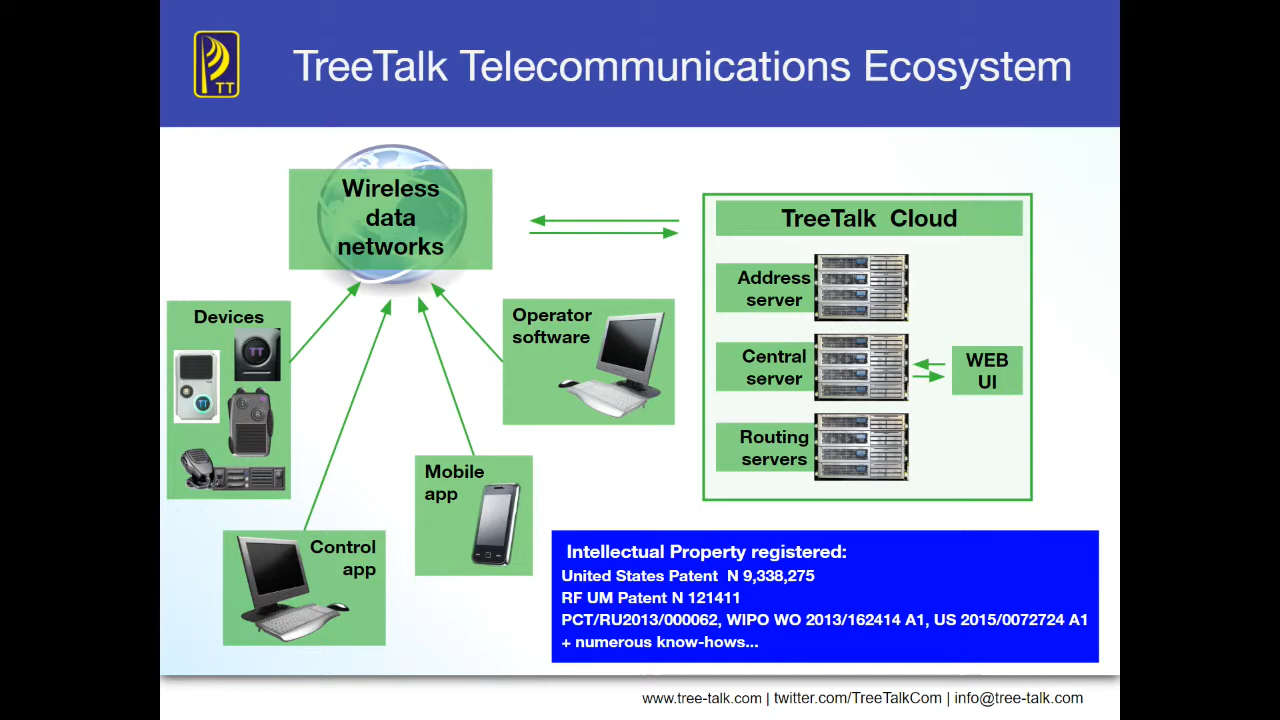 TT
TreeTalk Telecommunications Ecosystem
Wireless
data
networks
TreeTalk Cloud
Address
server
Central
server
WEB
UI
Routing
servers
Devices
TT
R
TT
R
Operator
software
Mobile
app
Control
app
Intellectual Property registered:
United States Patent N 9,338,275
RF UM Patent N 121411
PCT/RU2013/000062, WIPO WO 2013/162414 A1, US 2015/0072724 A1
+ numerous know-hows...
www.tree-talk.com | twitter.com/TreeTalkCom | info@tree-talk.com